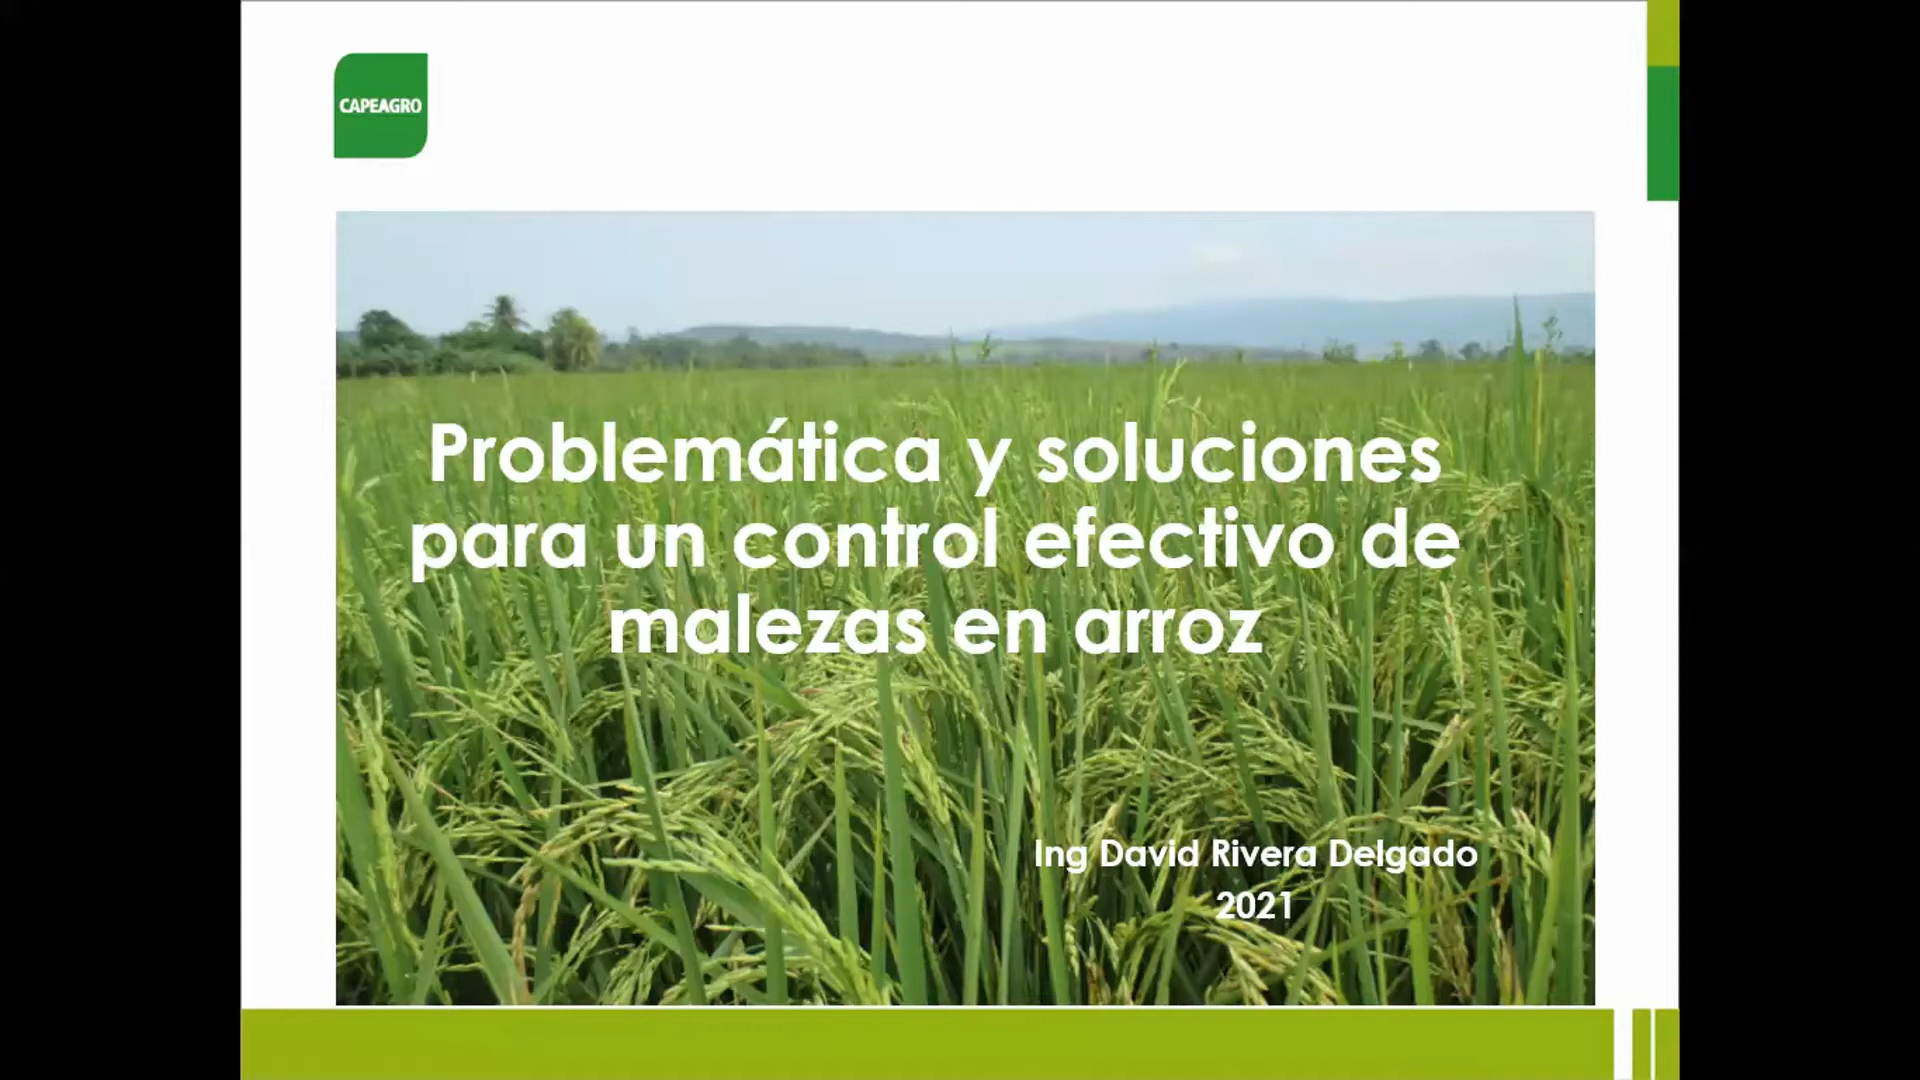 CAPEAGRO
Problemática y soluciones
para un control efectivo de
malezas en arroz
Ing David Rivera Delgado
2021